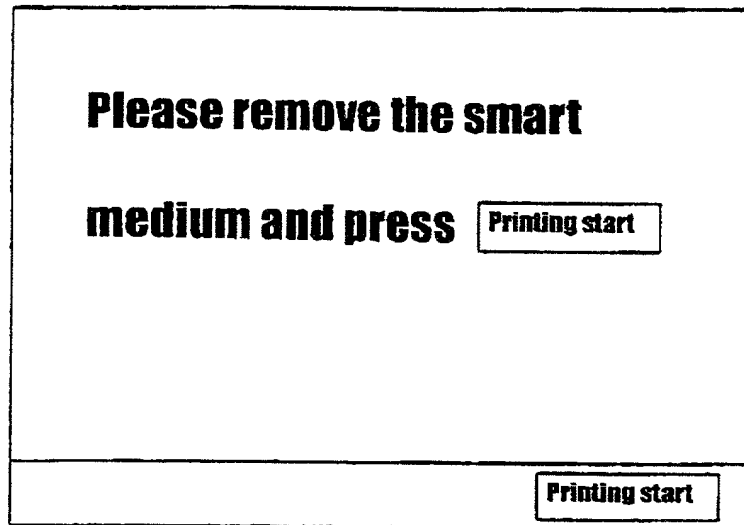 Please remove the smart
medium and press Printing start
Printing start